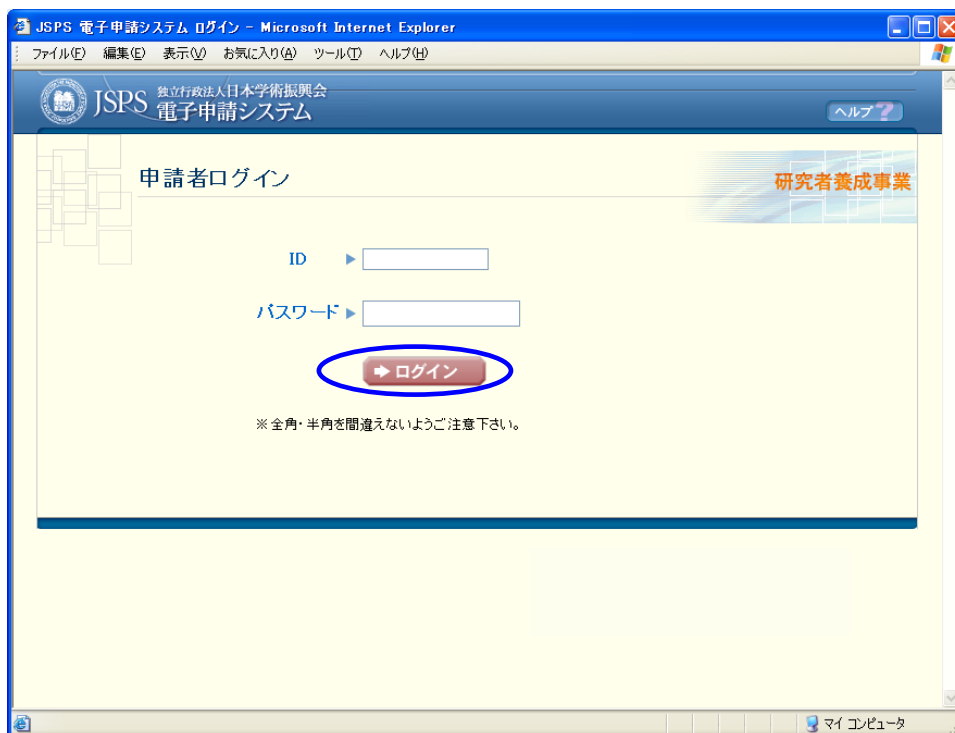 JSPS 電子申請システム ログイン - Microsoft Internet Explorer
ファイル(F) 編集(E) 表示(V) お気に入り(A) ツール(T) ヘルプ(H)
JSPS 独立行政法人日本学術振興会
電子申請システム
ヘルプ?
申請者ログイン
研究者養成事業
ID
パスワード
ログイン
※全角・半角を間違えないようご注意下さい。
マイ コンピュータ